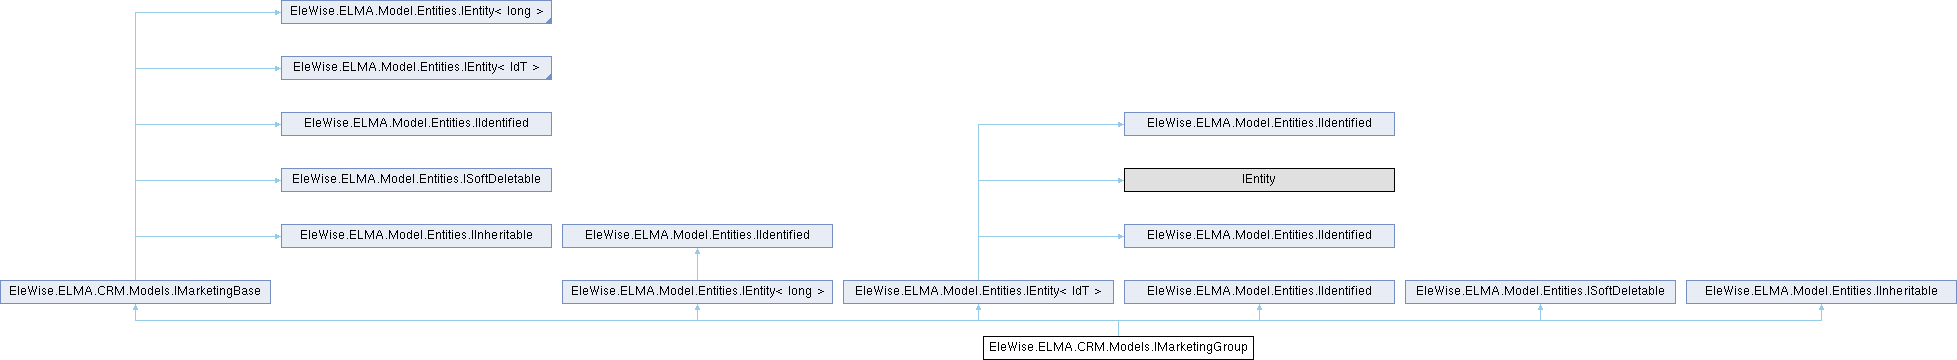 EleWise.ELMA.Model.Entities.IEntity< long >
EleWise.ELMA.Model.Entities.IEntity< IdT >
EleWise.ELMA.Model.Entities.IIdentified
EleWise.ELMA.Model.Entities.IIdentified
EleWise.ELMA.Model.Entities.ISoftDeletable
IEntity
EleWise.ELMA.Model.Entities.IInheritable
EleWise.ELMA.Model.Entities.IIdentified
EleWise.ELMA.Model.Entities.IIdentified
EleWise.ELMA.CRM.Models.IMarketingBase
EleWise.ELMA.Model.Entities.IEntity< long >
EleWise.ELMA.Model.Entities.IEntity< IdT >
EleWise.ELMA.Model.Entities.IIdentified
EleWise.ELMA.Model.Entities.ISoftDeletable
EleWise.ELMA.Model.Entities.IInheritable
EleWise.ELMA.CRM.Models.IMarketingGroup